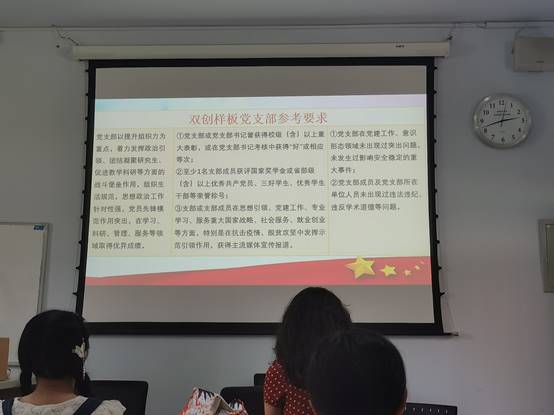 双创样板党支部参考要求
党支部以提升组织力为
重点，着力发挥政治引
领、团结凝聚研究生、
促进教学科研等方面的
战斗堡垒作用。组织生
活规范，思想政治工作
针对性强，党员先锋模
范作用突出。在学习、
科研、管理、服务等领
域取得优异成绩。
①党支部或党支部书记曾获得校级（含）以上重
大表彰，或在党支部书记考核中获得“好”或相应
等次；
②至少1名支部成员获评国家奖学金或省部级
（含）以上优秀共产党员、三好学生、优秀学生
干部等荣誉称号；
③支部或支部成员在思想引领、党建工作、专业
学习、服务重大国家战略、社会服务、就业创业
等方面，特别是在抗击疫情、脱贫攻坚中发挥示
范引领作用，获得主流媒体宣传报道。
①党支部在党建工作、意识
形态领域未出现过突出问题，
未发生过影响安全稳定的重
大事件；
②党支部成员及党支部所在
单位人员未出现过违法违纪、
违反学术道德等问题。